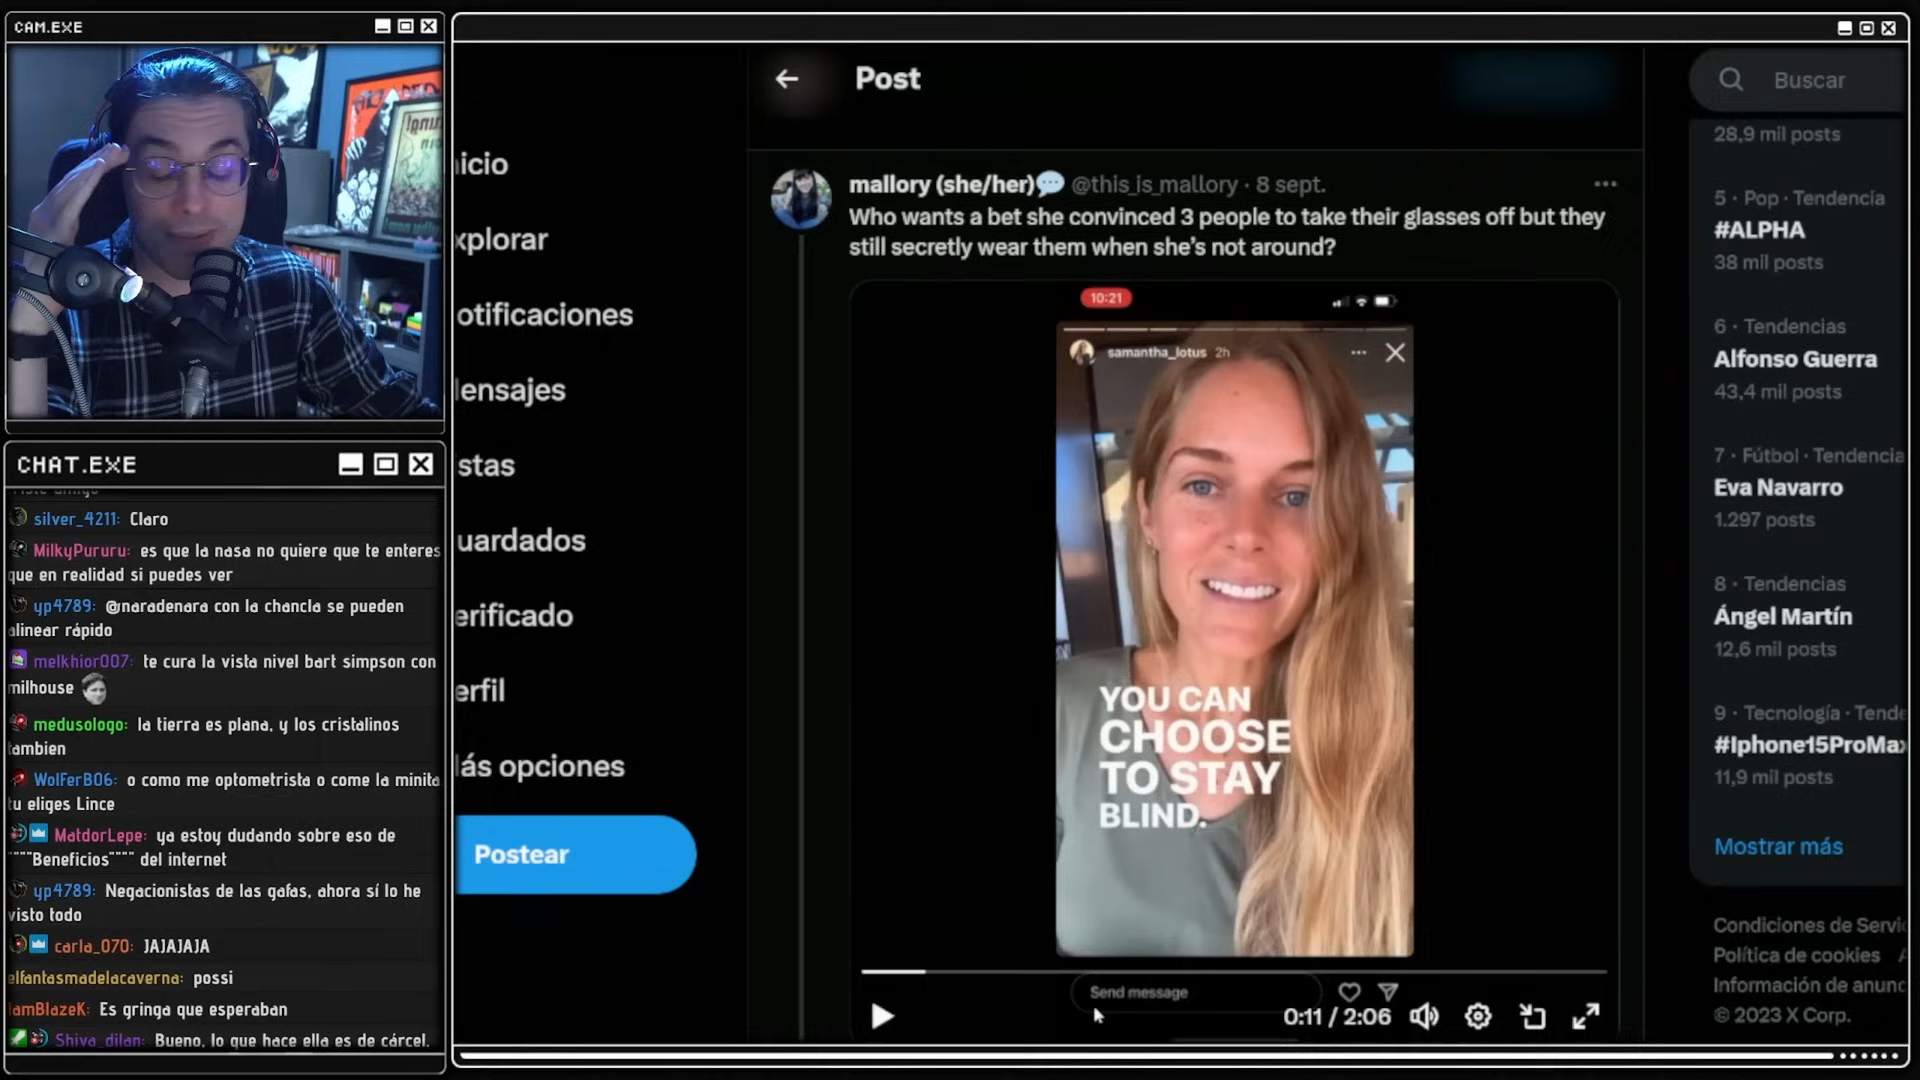 CAM.EXE
CHAT.EXE
silver_4211: Claro
MilkyPururu: es que la nasa no quiere que te enteres
que en realidad si puedes ver
yp4789: @naradenara con la chancla se pueden
alinear rápido
melkhior007: te cura la vista nivel bart simpson con
milhouse
medusologo: la tierra es plana, y los cristalinos
tambien
WolFerB06: o como me optometrista o come la minita
tu eliges Lince
MatdorLepe: ya estoy dudando sobre eso de
""""Beneficios"""" del internet
yp4789: Negacionistas de las gafas, ahora sí lo he
visto todo
carla_070: JAJAJAJA
elfantasmadelacaverna: possi
IamBlazeK: Es gringa que esperaban
Shiva_dilan: Bueno, lo que hace ella es de cárcel.
nicio
xplorar
otificaciones
lensajes
istas
uardados
erificado
erfil
lás opciones
Postear
Post
mallory (she/her) @this_is_mallory · 8 sept.
Who wants a bet she convinced 3 people to take their glasses off but they
still secretly wear them when she's not around?
10:21
samantha_lotus 2h
YOU CAN
CHOOSE
TO STAY
BLIND.
Send message
0:11 / 2:06
Buscar
28,9 mil posts
5 · Pop · Tendencia
#ALPHA
38 mil posts
6 · Tendencias
Alfonso Guerra
43,4 mil posts
7 · Fútbol · Tendencia
Eva Navarro
1.297 posts
8 · Tendencias
Ángel Martín
12,6 mil posts
9 · Tecnología · Tende
#Iphone15ProMax
11,9 mil posts
Mostrar más
Condiciones de Servi
Política de cookies
Información de anunc
© 2023 X Corp.